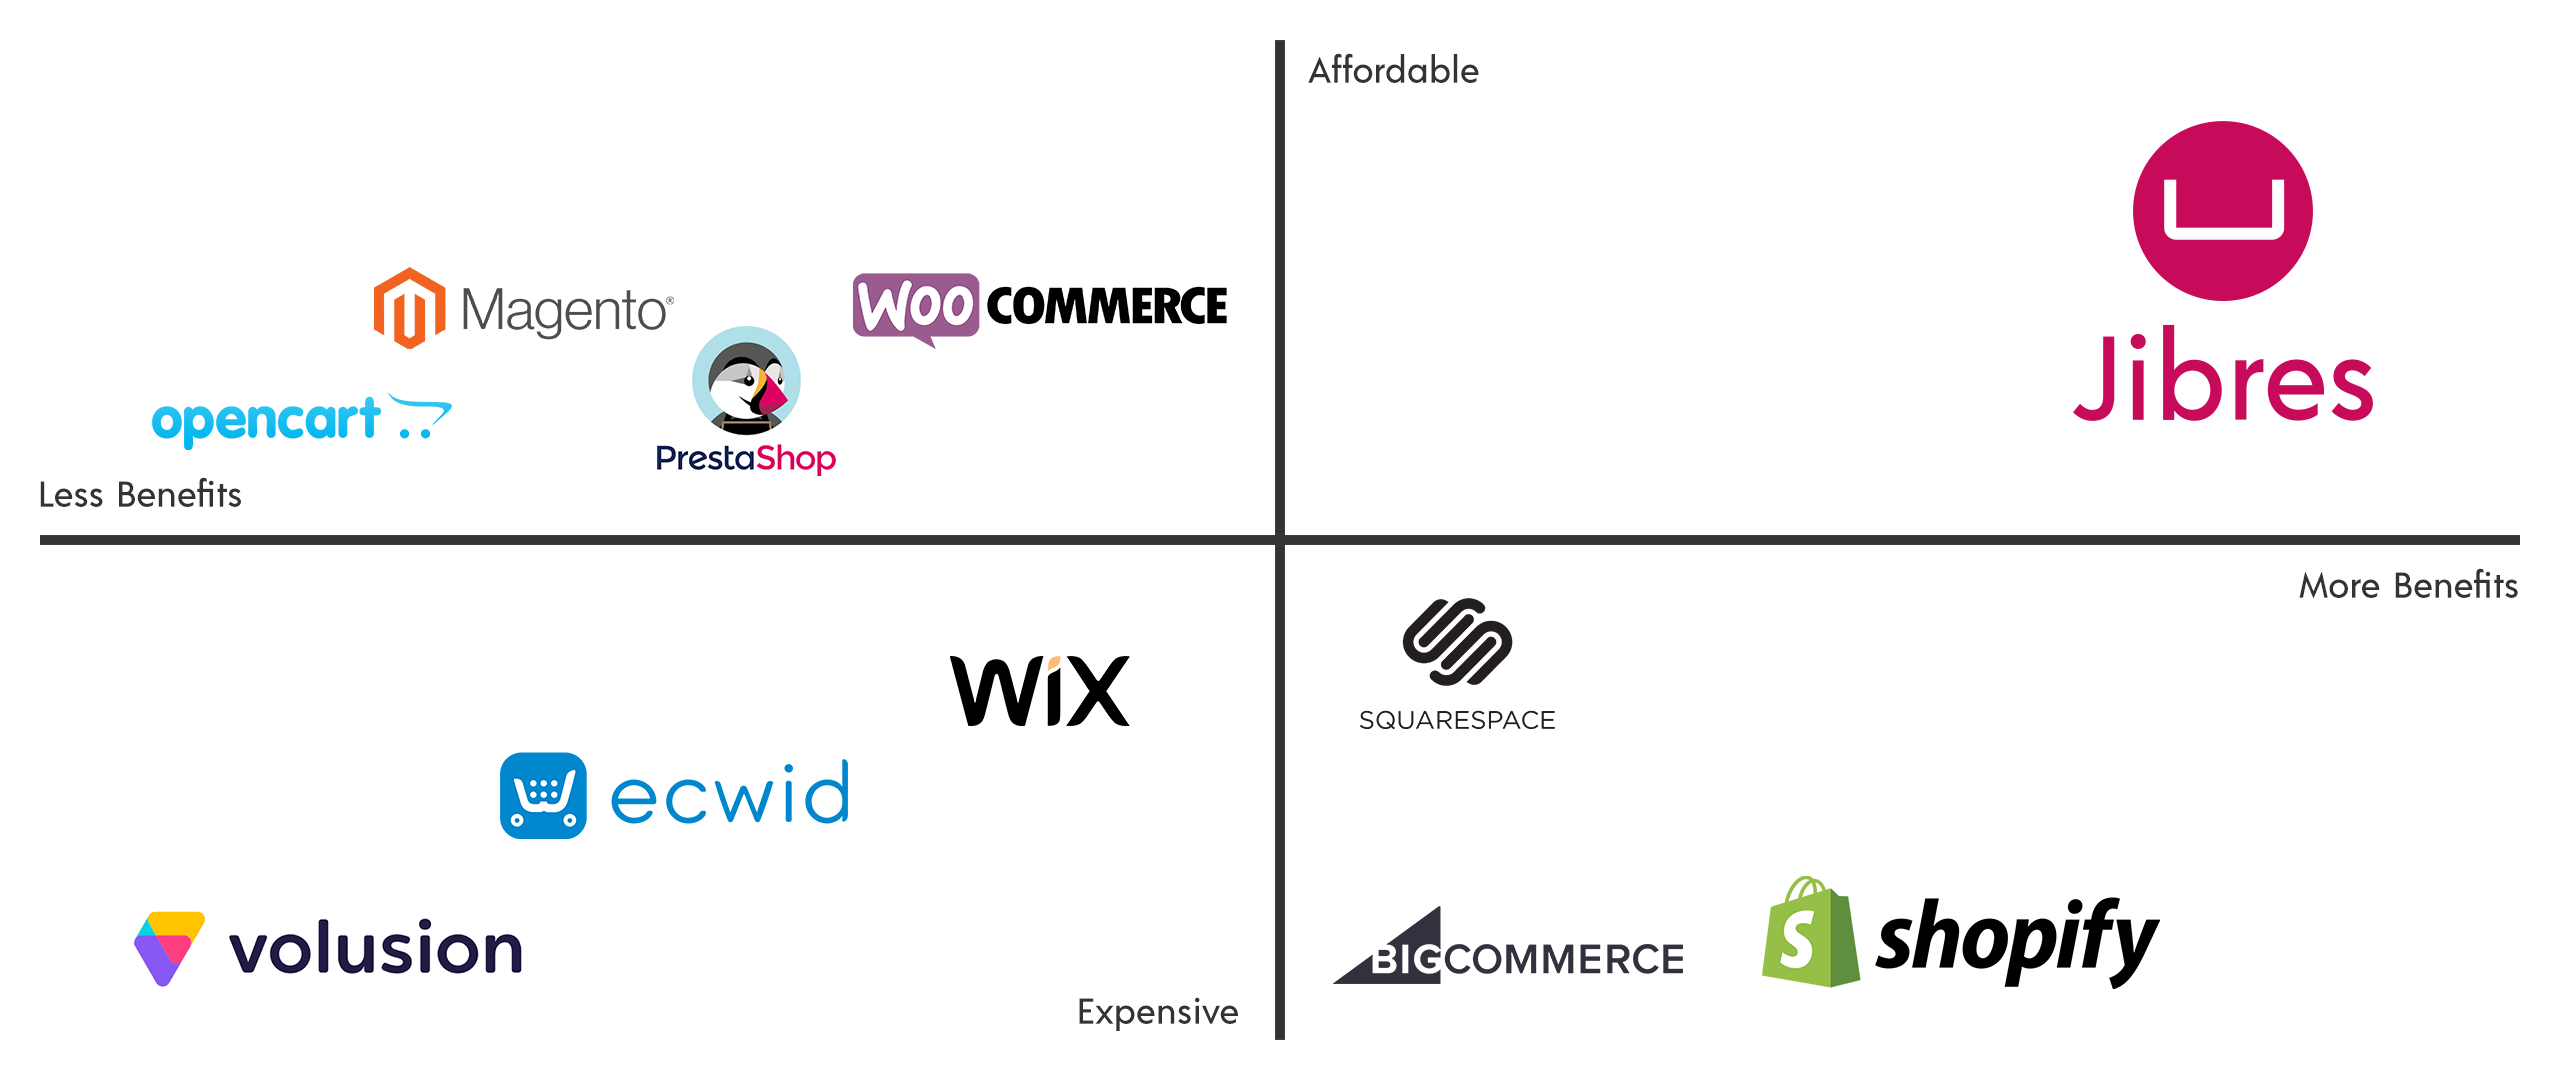 Affordable
Magento®
WOO COMMERCE
Jibres
opencart
PrestaShop
Less Benefits
More Benefits
WiX
SQUARESPACE
ecwid
volusion
BIGCOMMERCE
S shopify
Expensive